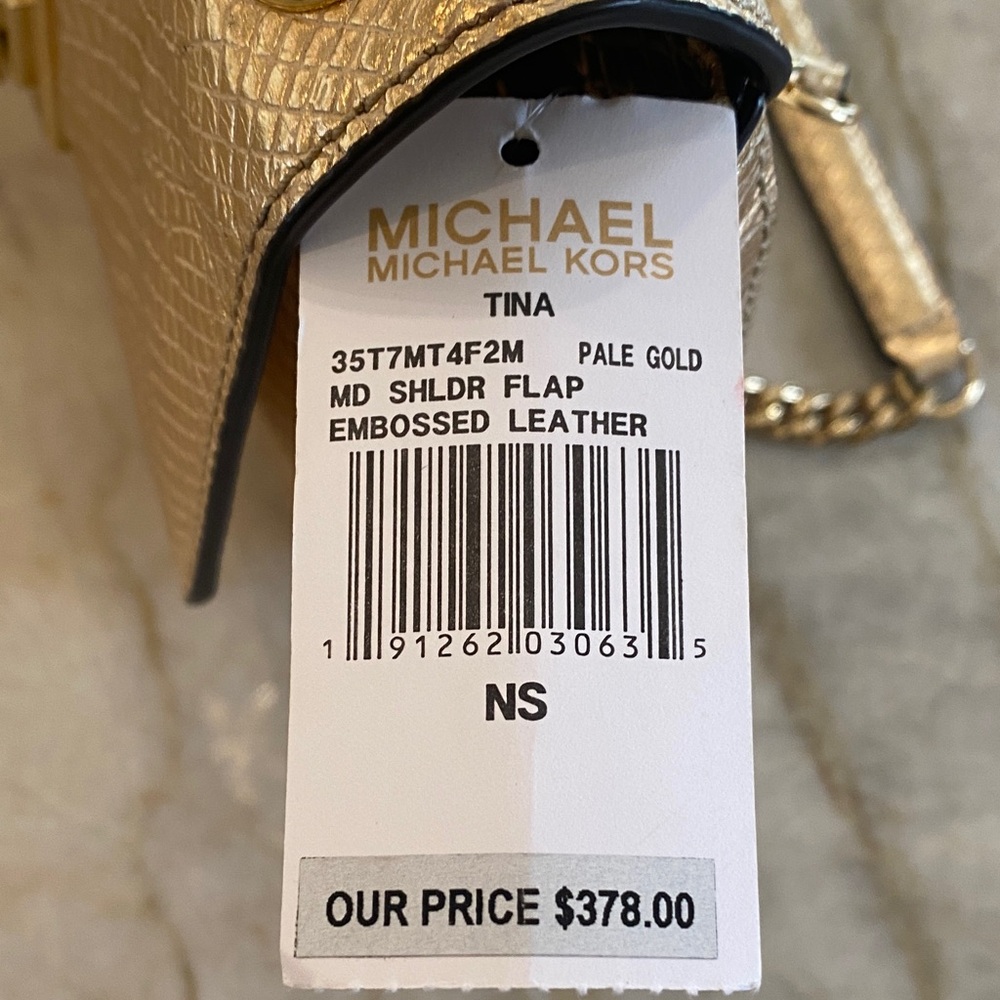 MICHAEL
MICHAEL KORS
TINA
35T7MT4F2M PALE GOLD
MD SHLDR FLAP
EMBOSSED LEATHER
1 91262 03063 5
NS
OUR PRICE $378.00